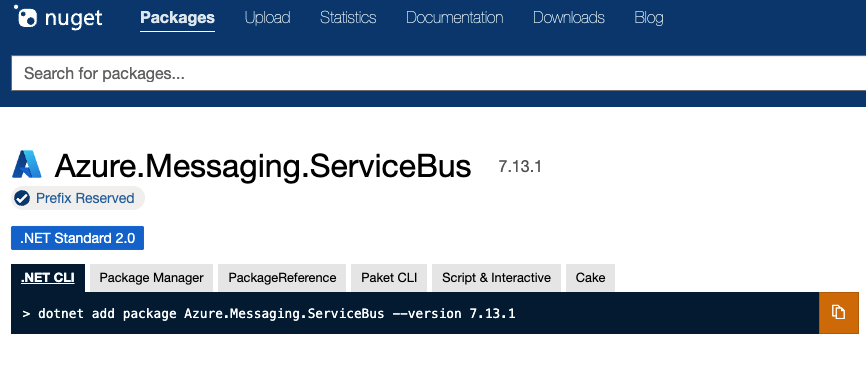 nuget Packages Upload Statistics Documentation Downloads Blog
Search for packages...
Azure.Messaging.ServiceBus 7.13.1
Prefix Reserved
.NET Standard 2.0
.NET CLI Package Manager PackageReference Paket CLI Script & Interactive Cake
> dotnet add package Azure.Messaging.ServiceBus --version 7.13.1